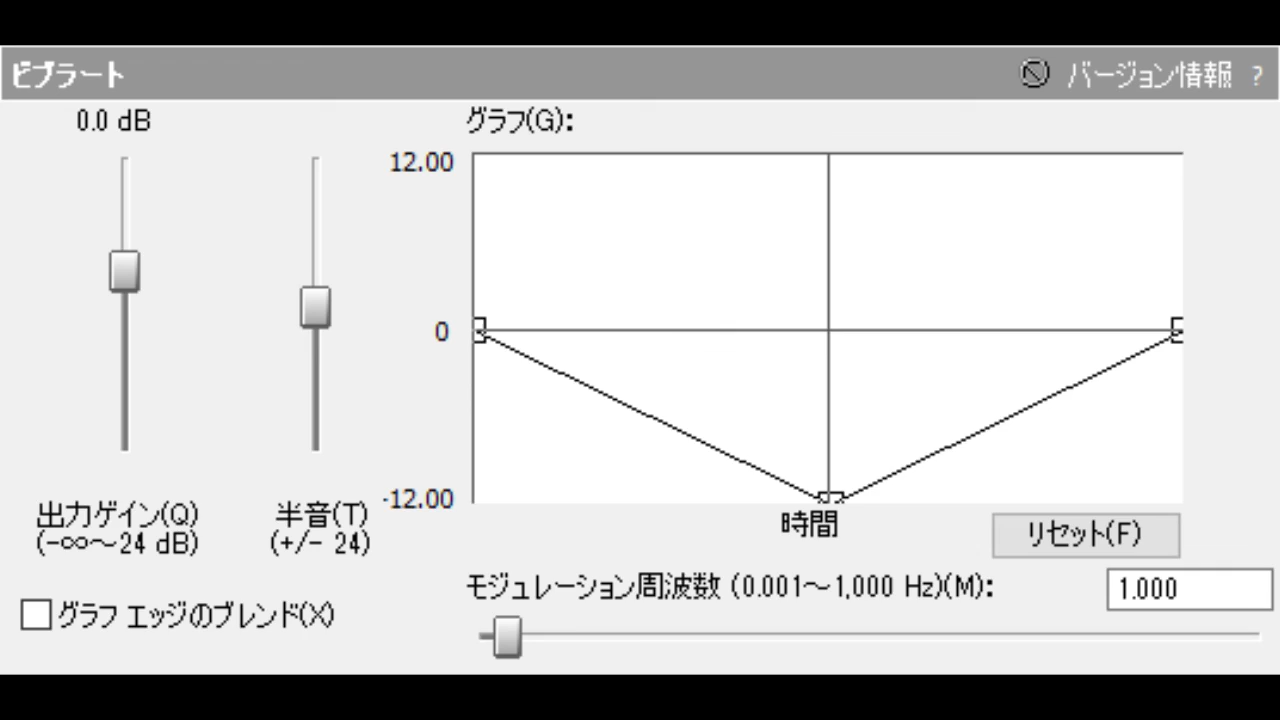 ビブラート
バージョン情報 ?
0.0 dB
グラフ(G):
12.00
0
-12.00
時間
出力ゲイン(Q)
(-∞～24 dB)
半音(T)
(+/- 24)
リセット(F)
モジュレーション周波数 (0.001～1,000 Hz)(M):
1.000
グラフ エッジのブレンド(X)